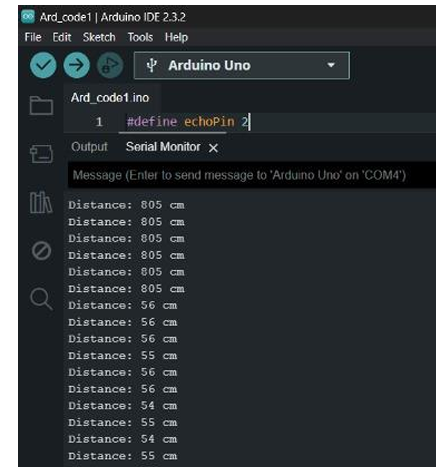 Ard_code1 | Arduino IDE 2.3.2
File Edit Sketch Tools Help
Arduino Uno
Ard_code1.ino
1 #define echoPin 2
Output Serial Monitor ×
Message (Enter to send message to 'Arduino Uno' on 'COM4')
Distance: 805 cm
Distance: 805 cm
Distance: 805 cm
Distance: 805 cm
Distance: 805 cm
Distance: 805 cm
Distance: 56 cm
Distance: 56 cm
Distance: 56 cm
Distance: 55 cm
Distance: 56 cm
Distance: 56 cm
Distance: 54 cm
Distance: 55 cm
Distance: 54 cm
Distance: 55 cm